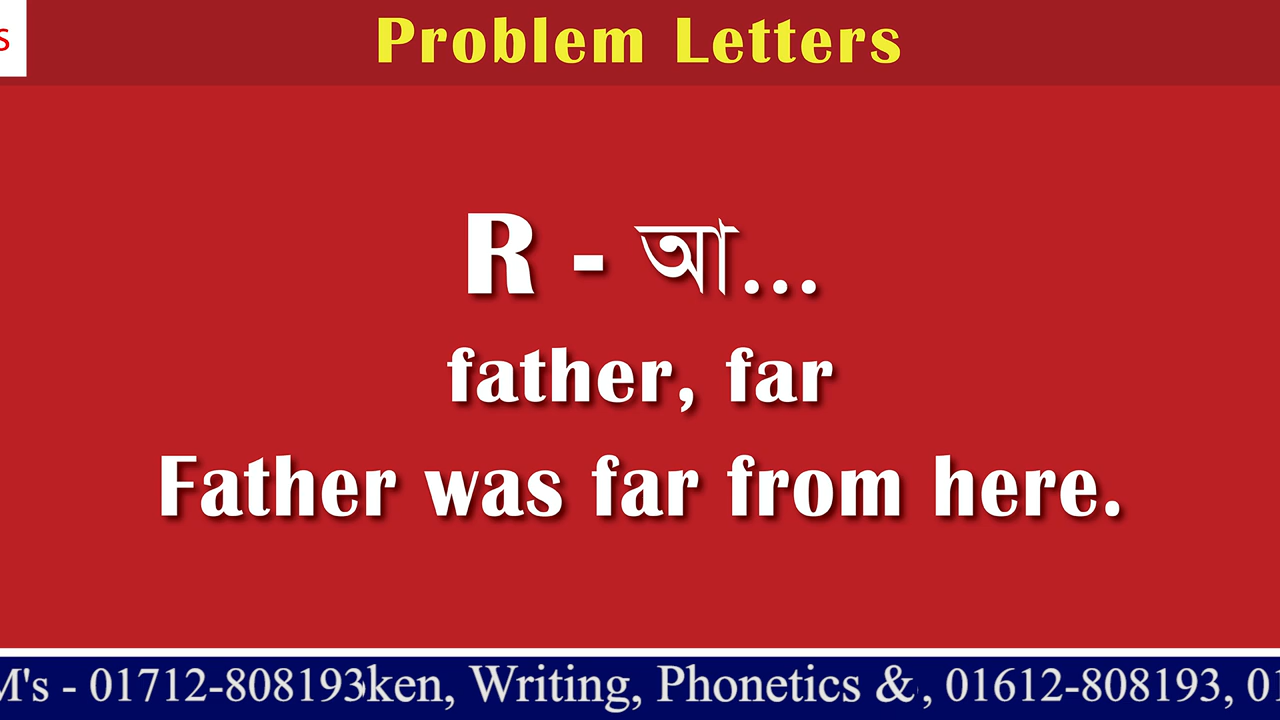 s
Problem Letters
R - আ...
father, far
Father was far from here.
M's - 01712-808193ken, Writing, Phonetics &, 01612-808193, 01